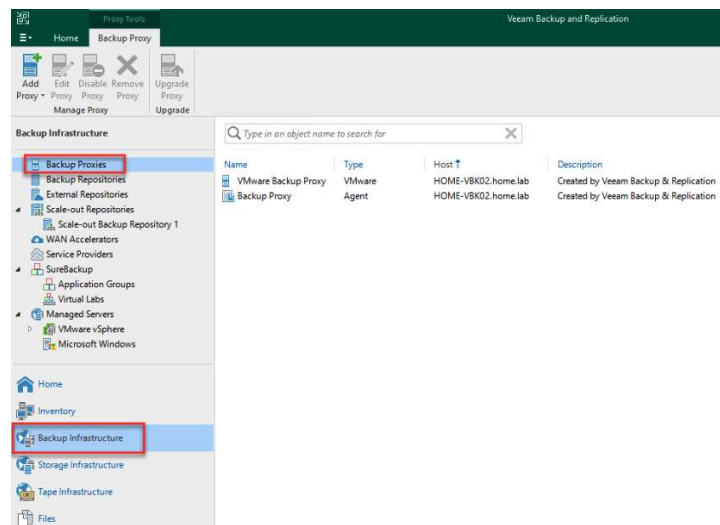 Proxy Tools
Veeam Backup and Replication
Home Backup Proxy
Add Proxy Edit Proxy Disable Proxy Remove Proxy Upgrade Proxy
Manage Proxy Upgrade
Backup Infrastructure
Type in an object name to search for
Backup Proxies
Backup Repositories
External Repositories
Scale-out Repositories
Scale-out Backup Repository 1
WAN Accelerators
Service Providers
SureBackup
Application Groups
Virtual Labs
Managed Servers
VMware vSphere
Microsoft Windows
Name Type Host Description
VMware Backup Proxy VMware HOME-VBK02.home.lab Created by Veeam Backup & Replication
Backup Proxy Agent HOME-VBK02.home.lab Created by Veeam Backup & Replication
Home
Inventory
Backup Infrastructure
Storage Infrastructure
Tape Infrastructure
Files